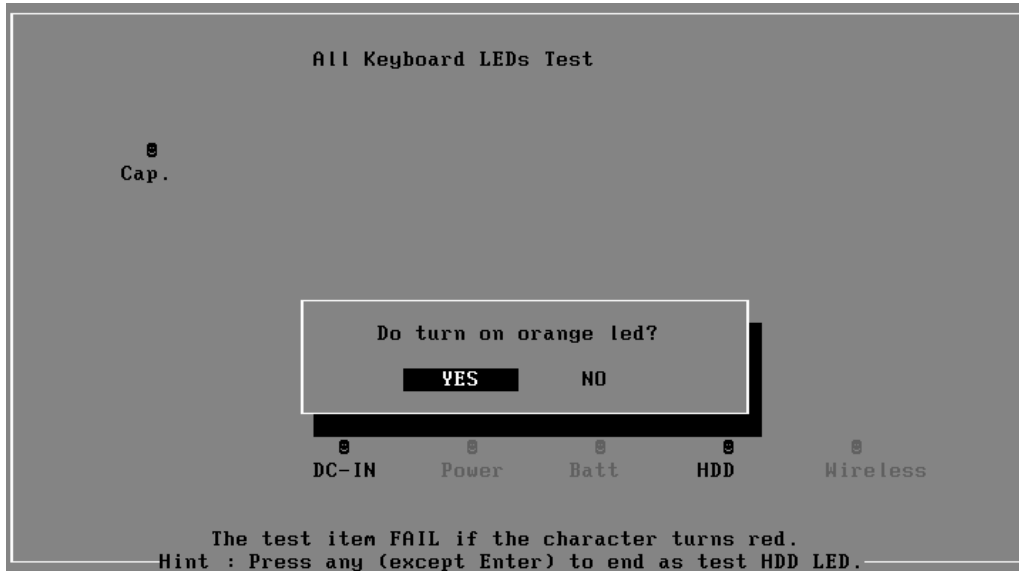 All Keyboard LEDs Test
Cap.
Do turn on orange led?
YES NO
DC-IN Power Batt HDD Wireless
The test item FAIL if the character turns red.
Hint : Press any (except Enter) to end as test HDD LED.